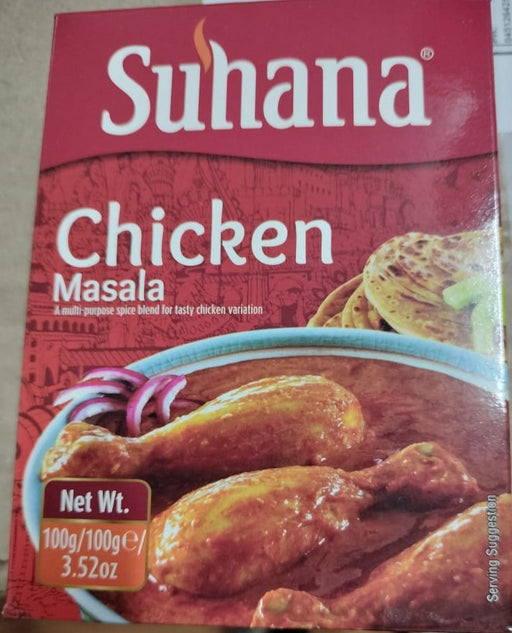 Suhana®
Chicken
Masala
A multi-purpose spice blend for tasty chicken variation
Net Wt.
100g/100g℮/
3.52oz
Serving Suggestion